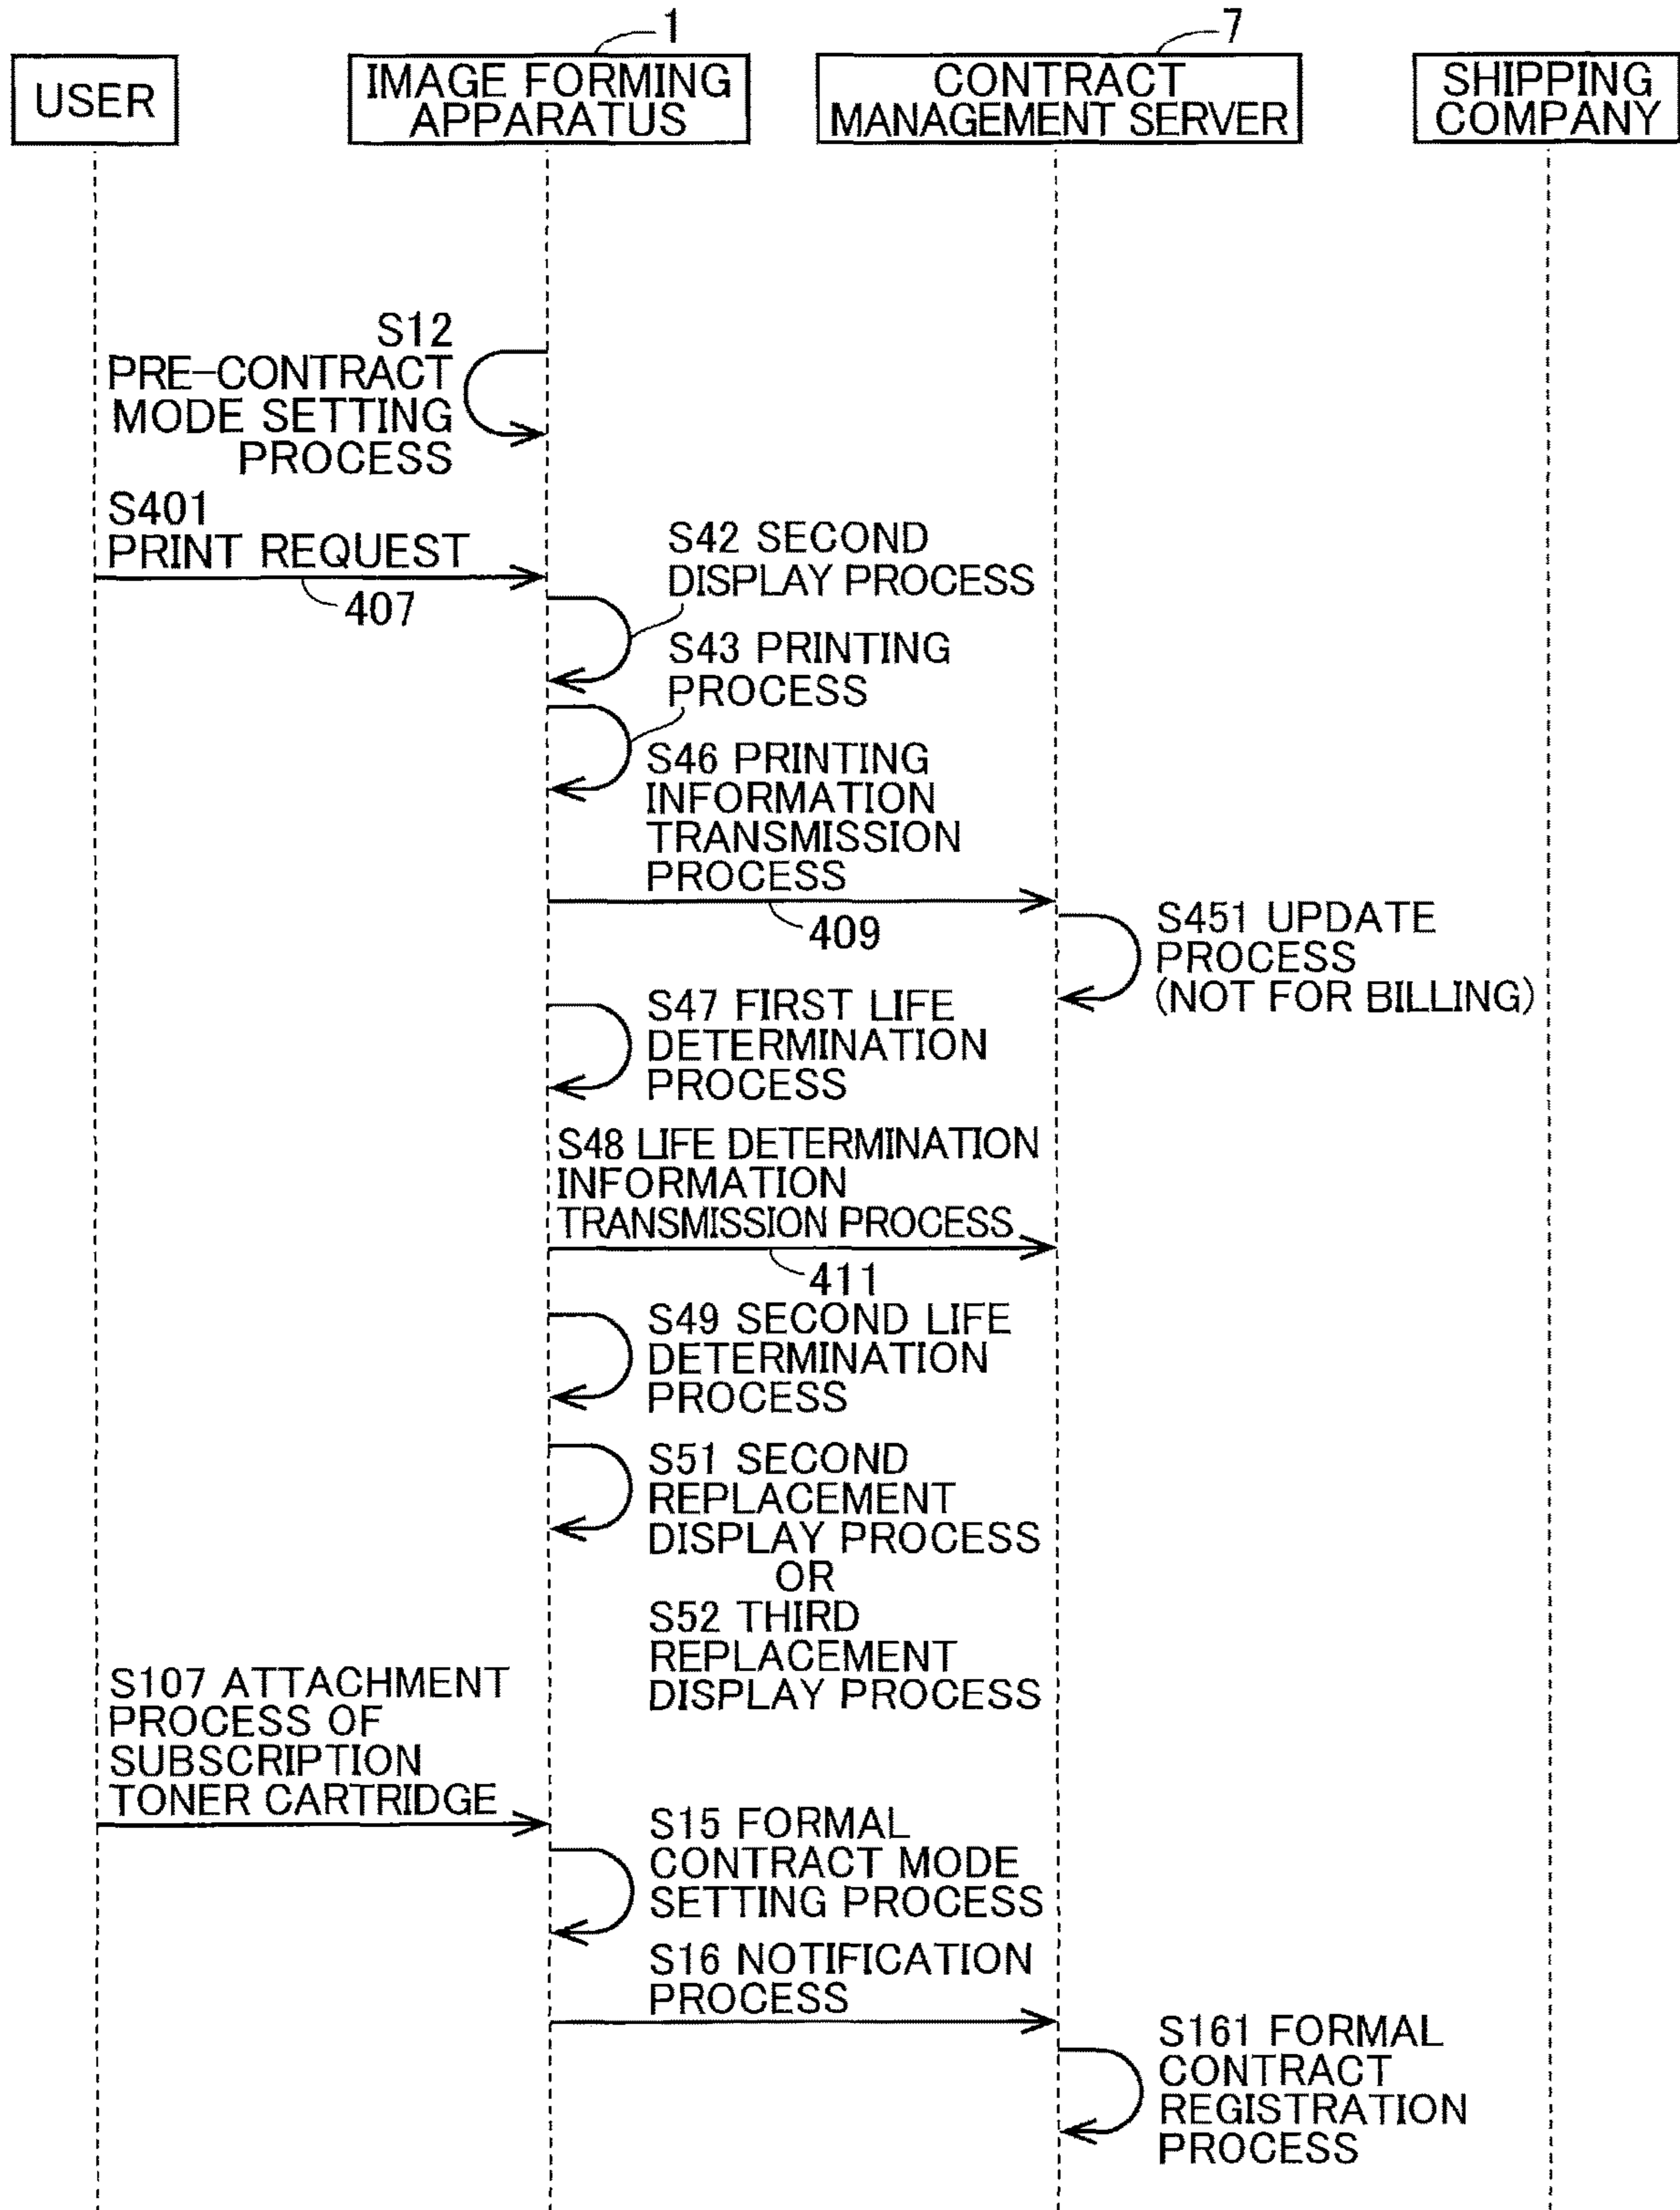 1
7
USER
IMAGE FORMING
APPARATUS
CONTRACT
MANAGEMENT SERVER
SHIPPING
COMPANY
S12
PRE-CONTRACT
MODE SETTING
PROCESS
S401
PRINT REQUEST
407
S42 SECOND
DISPLAY PROCESS
S43 PRINTING
PROCESS
S46 PRINTING
INFORMATION
TRANSMISSION
PROCESS
409
S451 UPDATE
PROCESS
(NOT FOR BILLING)
S47 FIRST LIFE
DETERMINATION
PROCESS
S48 LIFE DETERMINATION
INFORMATION
TRANSMISSION PROCESS
411
S49 SECOND LIFE
DETERMINATION
PROCESS
S51 SECOND
REPLACEMENT
DISPLAY PROCESS
OR
S52 THIRD
REPLACEMENT
DISPLAY PROCESS
S107 ATTACHMENT
PROCESS OF
SUBSCRIPTION
TONER CARTRIDGE
S15 FORMAL
CONTRACT MODE
SETTING PROCESS
S16 NOTIFICATION
PROCESS
S161 FORMAL
CONTRACT
REGISTRATION
PROCESS